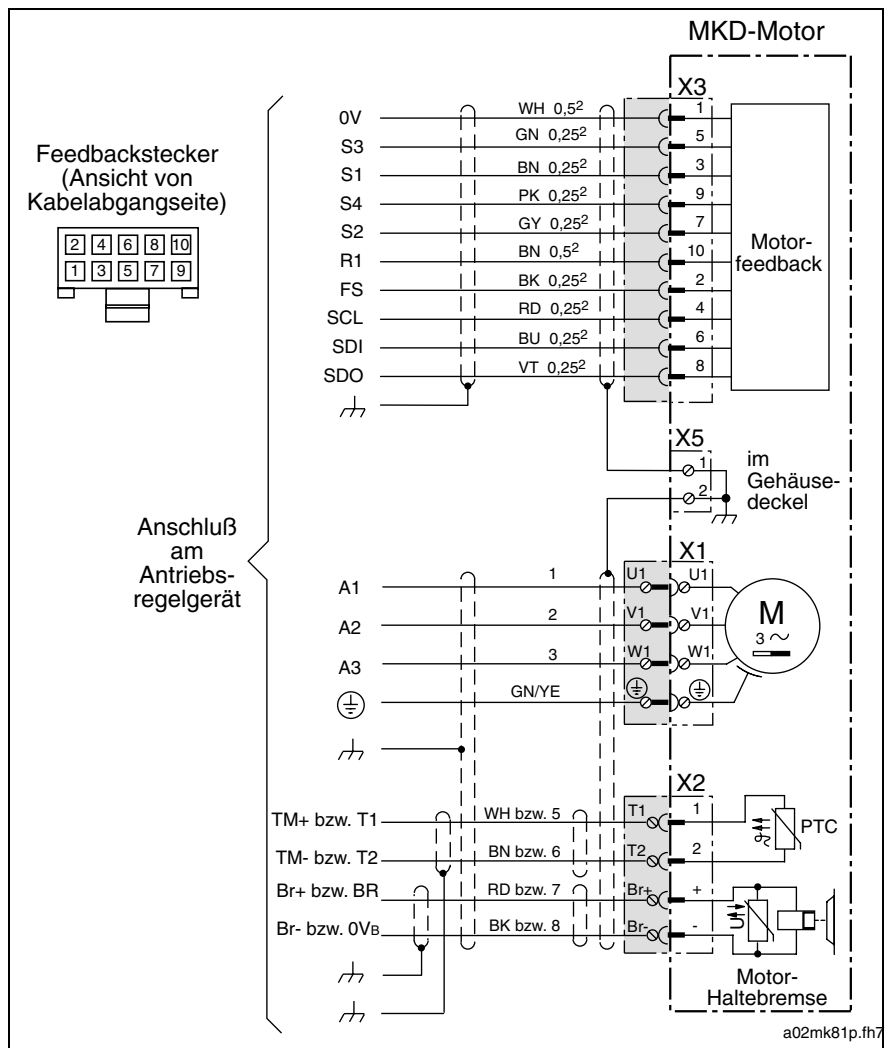 MKD-Motor
X3
0V WH 0,5² 1
S3 GN 0,25² 5
S1 BN 0,25² 3
S4 PK 0,25² 9
S2 GY 0,25² 7
R1 BN 0,5² 10
FS BK 0,25² 2
SCL RD 0,25² 4
SDI BU 0,25² 6
SDO VT 0,25² 8
Motor-
feedback
Feedbackstecker
(Ansicht von
Kabelabgangseite)
2 4 6 8 10
1 3 5 7 9
X5
1
2
im
Gehäuse-
deckel
Anschluß
am
Antriebs-
regelgerät
X1
A1 1 U1 U1
A2 2 V1 V1
A3 3 W1 W1
GN/YE
M
3 ~
X2
TM+ bzw. T1 WH bzw. 5 T1 1
TM- bzw. T2 BN bzw. 6 T2 2
PTC
ϑ
Br+ bzw. BR RD bzw. 7 Br+ +
Br- bzw. 0VB BK bzw. 8 Br- -
U
Motor-
Haltebremse
a02mk81p.fh7